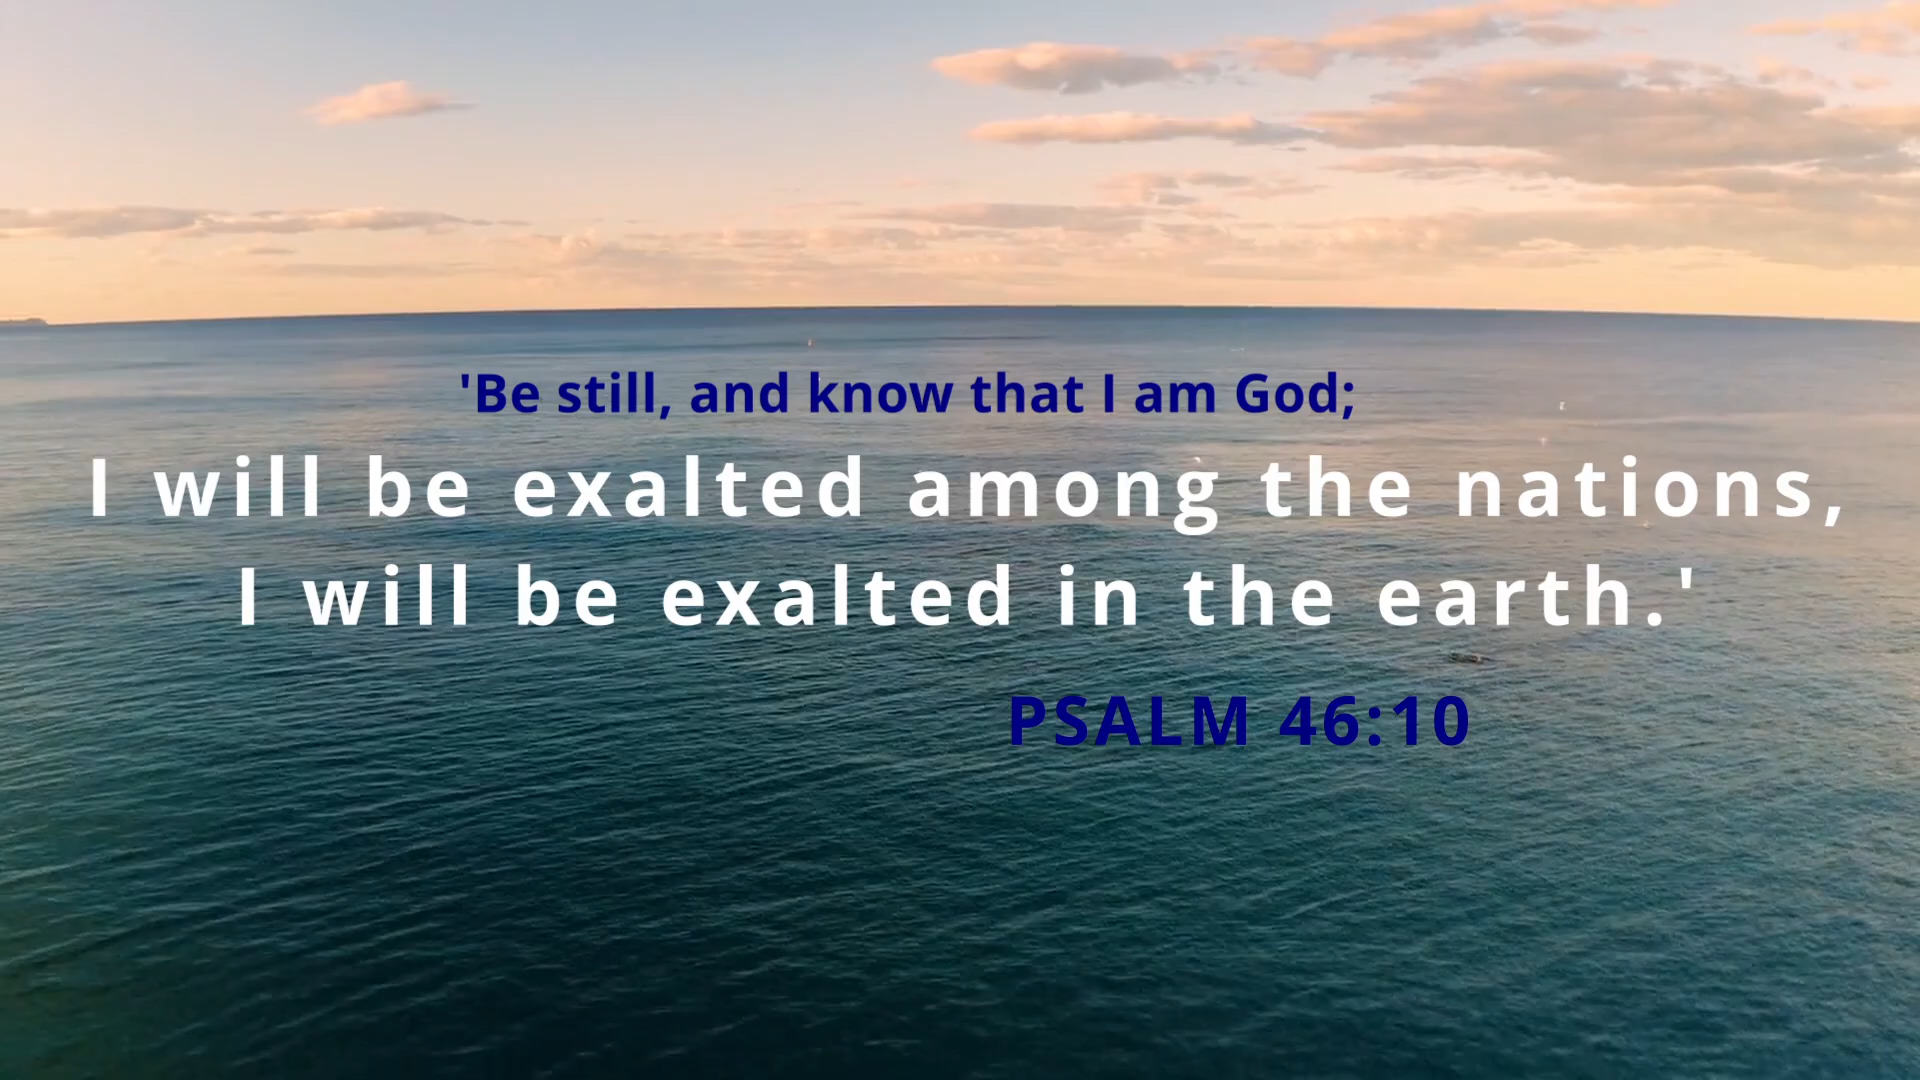 'Be still, and know that I am God;
I will be exalted among the nations,
I will be exalted in the earth.'
PSALM 46:10